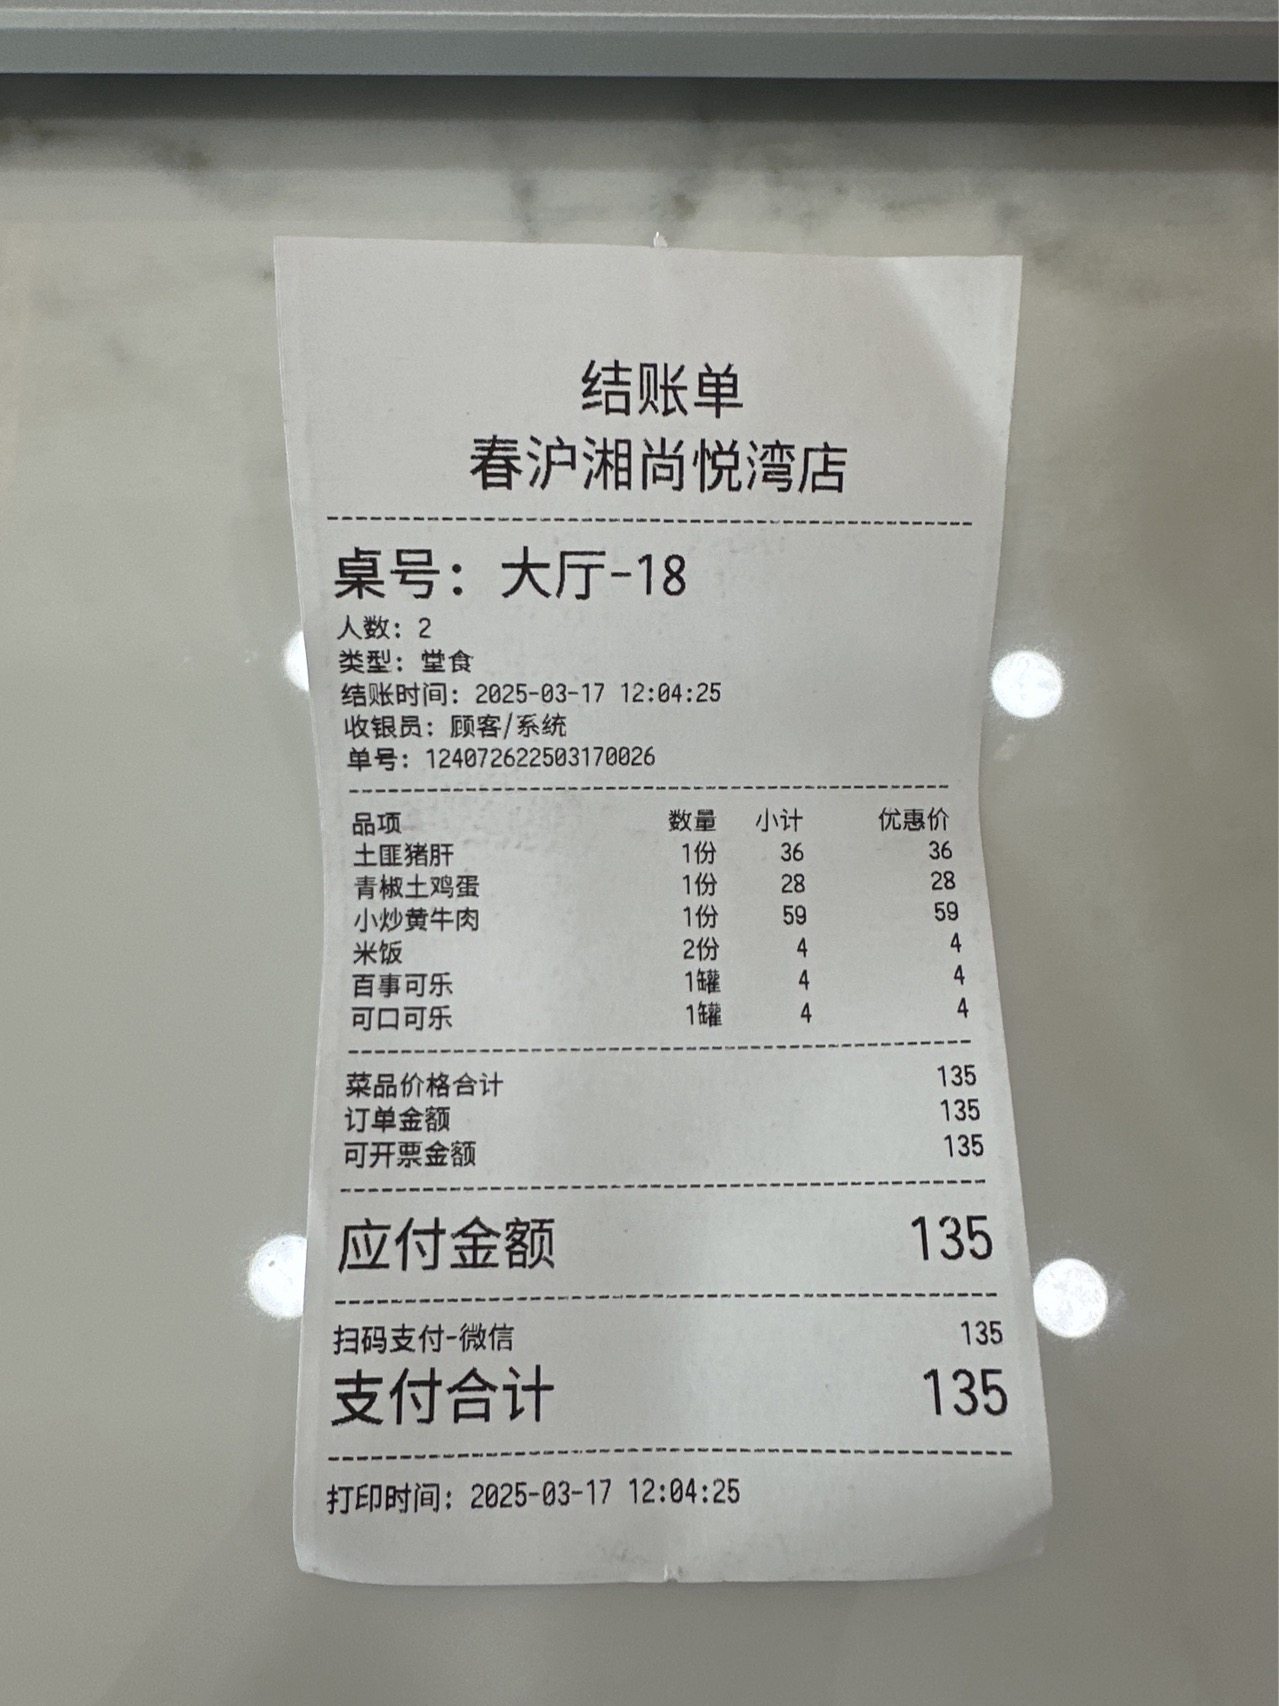 结账单
春沪湘尚悦湾店
桌号：大厅-18
人数：2
类型：堂食
结账时间：2025-03-17 12:04:25
收银员：顾客/系统
单号：124072622503170026
品项 数量 小计 优惠价
土匪猪肝 1份 36 36
青椒土鸡蛋 1份 28 28
小炒黄牛肉 1份 59 59
米饭 2份 4 4
百事可乐 1罐 4 4
可口可乐 1罐 4 4
菜品价格合计 135
订单金额 135
可开票金额 135
应付金额 135
扫码支付-微信 135
支付合计 135
打印时间：2025-03-17 12:04:25